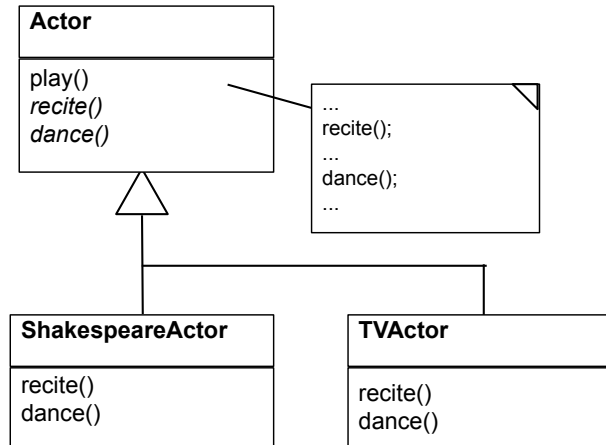 Actor
play()
recite()
dance()
...
recite();
...
dance();
...
ShakespeareActor
recite()
dance()
TVActor
recite()
dance()